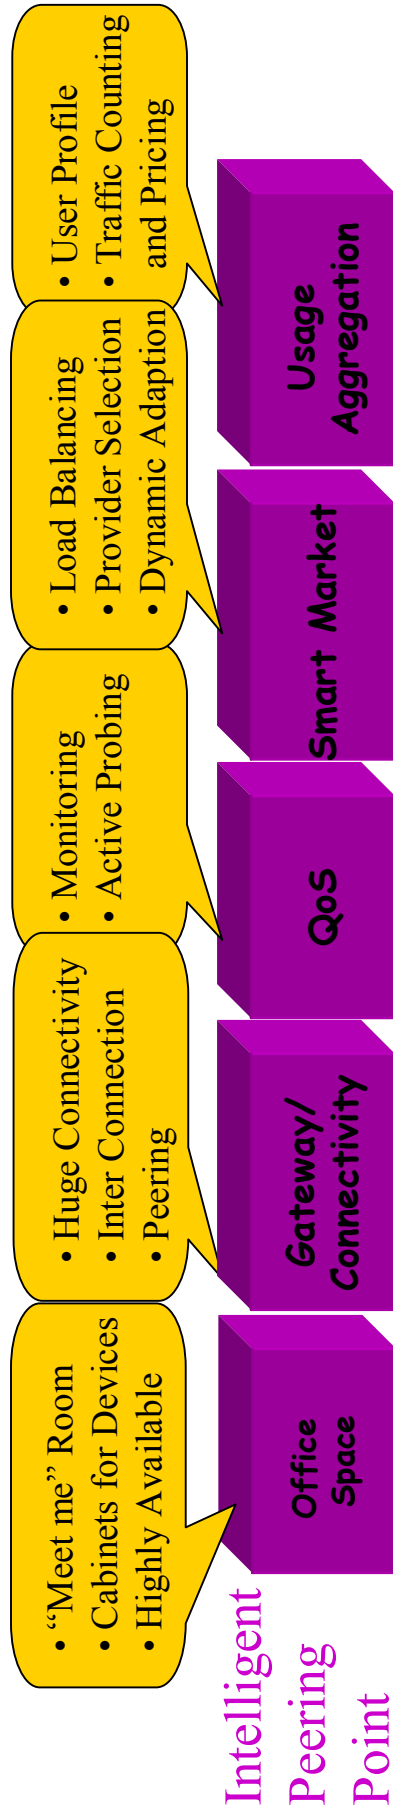 • “Meet me” Room
• Cabinets for Devices
• Highly Available
• Huge Connectivity
• Inter Connection
• Peering
• Monitoring
• Active Probing
• Load Balancing
• Provider Selection
• Dynamic Adaption
• User Profile
• Traffic Counting
and Pricing
Intelligent
Peering
Point
Office
Space
Gateway/
Connectivity
QoS
Smart Market
Usage
Aggregation